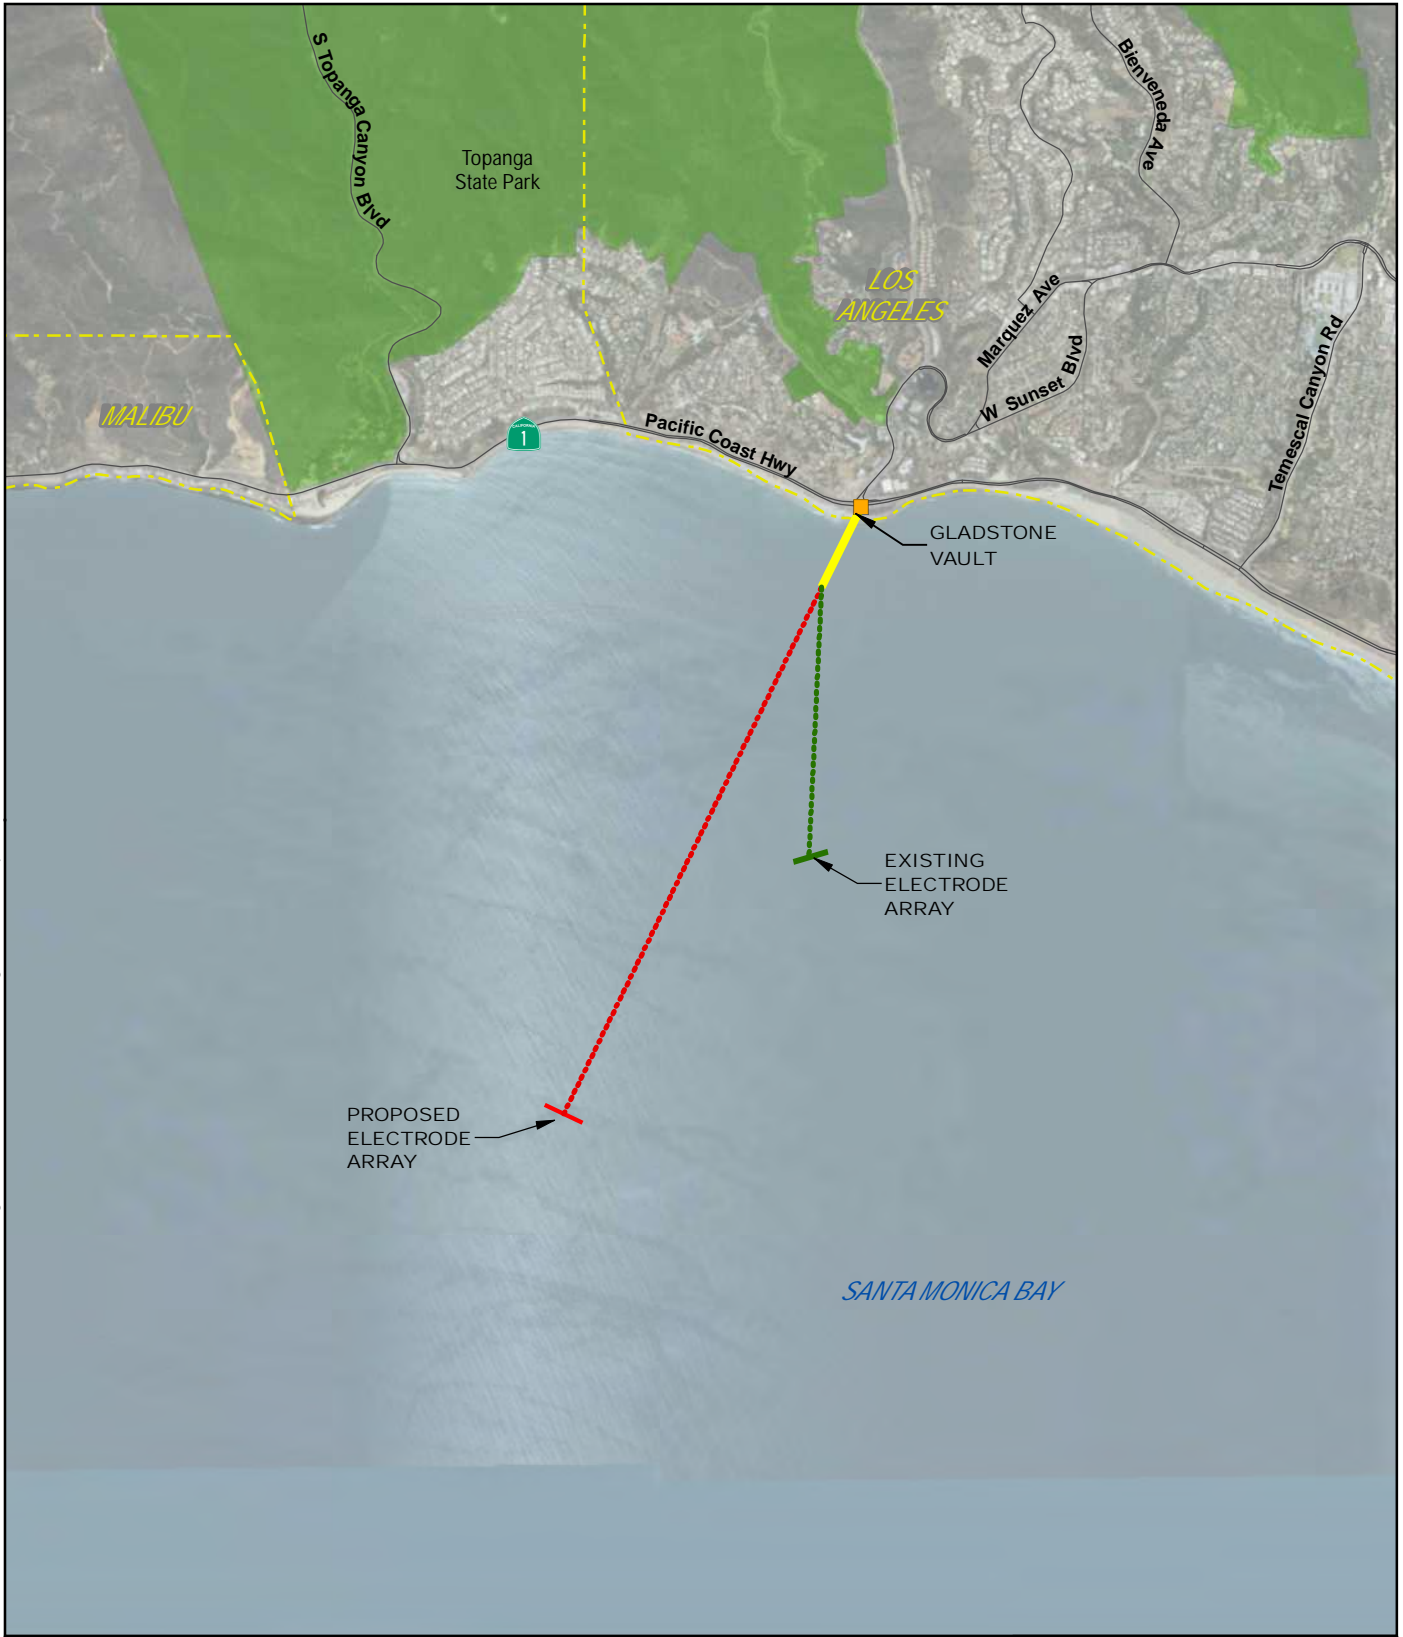 S Topanga Canyon Blvd
Bienveneda Ave
Topanga
State Park
LOS
ANGELES
Marquez Ave
W Sunset Blvd
Temescal Canyon Rd
MALIBU
CALIFORNIA
1
Pacific Coast Hwy
GLADSTONE
VAULT
EXISTING
ELECTRODE
ARRAY
PROPOSED
ELECTRODE
ARRAY
SANTA MONICA BAY